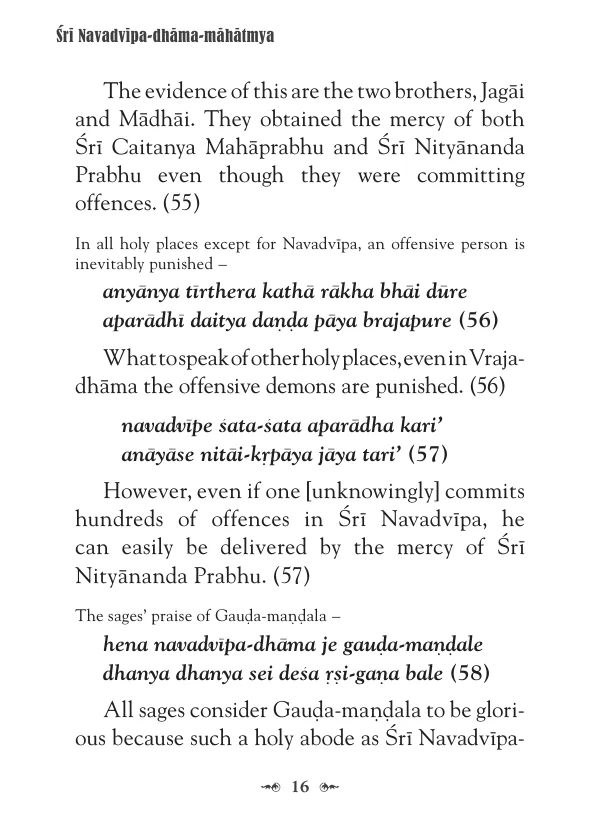 Śrī Navadvīpa-dhāma-māhātmya
The evidence of this are the two brothers, Jagāi
and Mādhāi. They obtained the mercy of both
Śrī Caitanya Mahāprabhu and Śrī Nityānanda
Prabhu even though they were committing
offences. (55)
In all holy places except for Navadvīpa, an offensive person is
inevitably punished –
anyānya tīrthera kathā rākha bhāi dūre
aparādhī daitya daṇḍa pāya brajapure (56)
What to speak of other holy places, even in Vraja-
dhāma the offensive demons are punished. (56)
navadvīpe śata-śata aparādha kari’
anāyāse nitāi-kṛpāya jāya tari’ (57)
However, even if one [unknowingly] commits
hundreds of offences in Śrī Navadvīpa, he
can easily be delivered by the mercy of Śrī
Nityānanda Prabhu. (57)
The sages’ praise of Gauḍa-maṇḍala –
hena navadvīpa-dhāma je gauḍa-maṇḍale
dhanya dhanya sei deśa ṛṣi-gaṇa bale (58)
All sages consider Gauḍa-maṇḍala to be glori-
ous because such a holy abode as Śrī Navadvīpa-
16